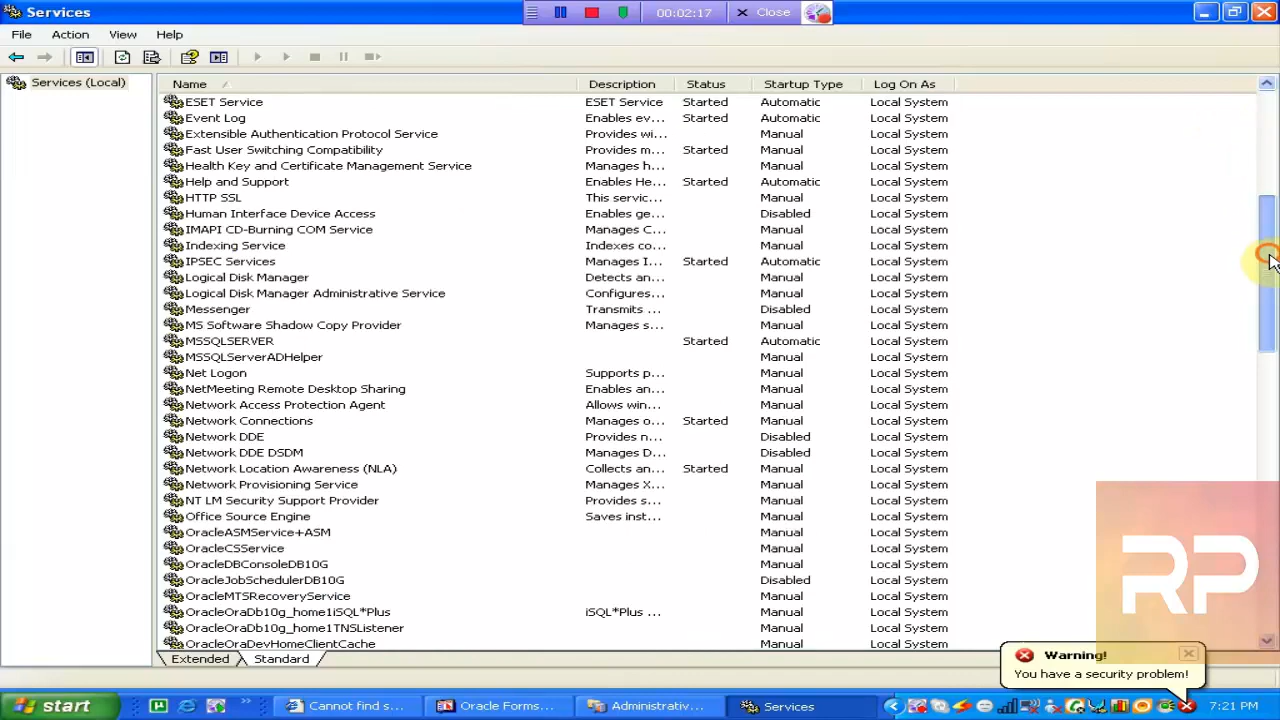 Services
00:02:17
Close
File Action View Help
Services (Local)
Name Description Status Startup Type Log On As
ESET Service ESET Service Started Automatic Local System
Event Log Enables ev... Started Automatic Local System
Extensible Authentication Protocol Service Provides wi... Manual Local System
Fast User Switching Compatibility Provides m... Started Manual Local System
Health Key and Certificate Management Service Manages h... Manual Local System
Help and Support Enables He... Started Automatic Local System
HTTP SSL This servic... Manual Local System
Human Interface Device Access Enables ge... Disabled Local System
IMAPI CD-Burning COM Service Manages C... Manual Local System
Indexing Service Indexes co... Manual Local System
IPSEC Services Manages I... Started Automatic Local System
Logical Disk Manager Detects an... Manual Local System
Logical Disk Manager Administrative Service Configures... Manual Local System
Messenger Transmits ... Disabled Local System
MS Software Shadow Copy Provider Manages s... Manual Local System
MSSQLSERVER Started Automatic Local System
MSSQLServerADHelper Manual Local System
Net Logon Supports p... Manual Local System
NetMeeting Remote Desktop Sharing Enables an... Manual Local System
Network Access Protection Agent Allows win... Manual Local System
Network Connections Manages o... Started Manual Local System
Network DDE Provides n... Disabled Local System
Network DDE DSDM Manages D... Disabled Local System
Network Location Awareness (NLA) Collects an... Started Manual Local System
Network Provisioning Service Manages X... Manual Local System
NT LM Security Support Provider Provides s... Manual Local System
Office Source Engine Saves inst... Manual Local System
OracleASMService+ASM Manual Local System
OracleCSService Manual Local System
OracleDBConsoleDB10G Manual Local System
OracleJobSchedulerDB10G Disabled Local System
OracleMTSRecoveryService Manual Local System
OracleOraDb10g_home1iSQL*Plus iSQL*Plus ... Manual Local System
OracleOraDb10g_home1TNSListener Manual Local System
OracleOraDevHomeClientCache Manual Local System
RP
Warning!
You have a security problem!
Extended Standard
start Cannot find s... Oracle Forms... Administrativ... Services 7:21 PM